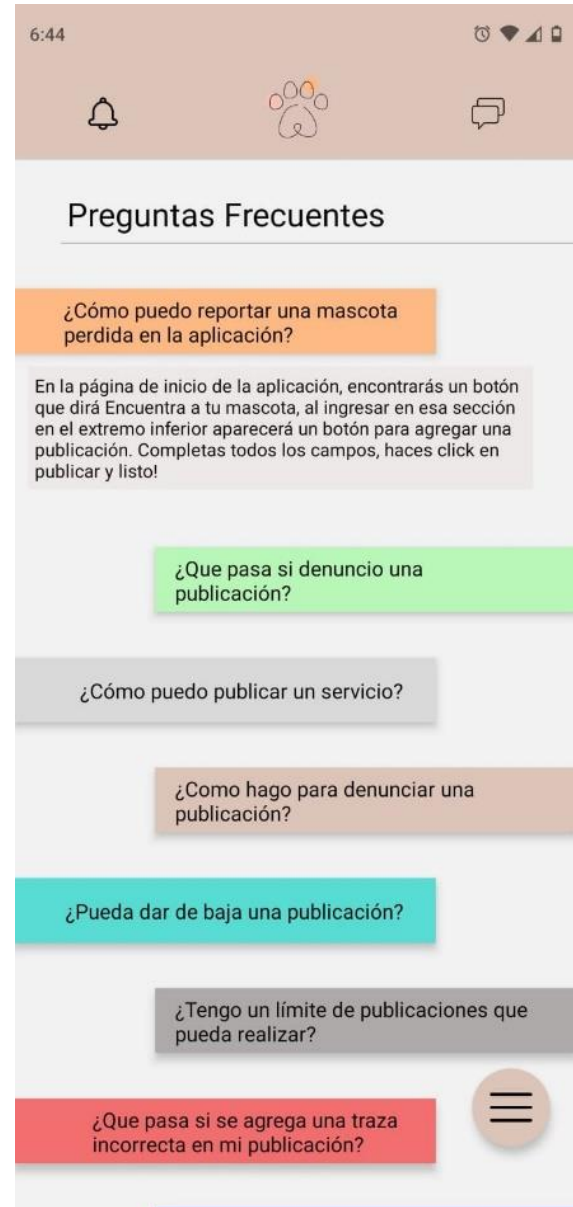 6:44
Preguntas Frecuentes
¿Cómo puedo reportar una mascota
perdida en la aplicación?
En la página de inicio de la aplicación, encontrarás un botón
que dirá Encuentra a tu mascota, al ingresar en esa sección
en el extremo inferior aparecerá un botón para agregar una
publicación. Completas todos los campos, haces click en
publicar y listo!
¿Que pasa si denuncio una
publicación?
¿Cómo puedo publicar un servicio?
¿Como hago para denunciar una
publicación?
¿Pueda dar de baja una publicación?
¿Tengo un límite de publicaciones que
pueda realizar?
¿Que pasa si se agrega una traza
incorrecta en mi publicación?